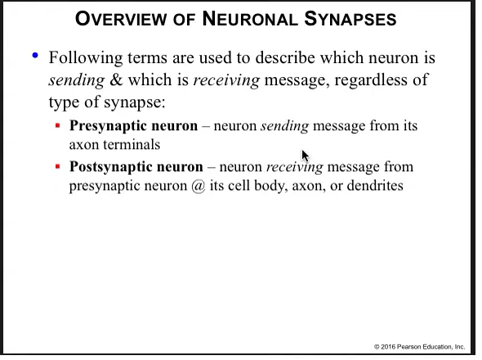 OVERVIEW OF NEURONAL SYNAPSES
• Following terms are used to describe which neuron is
sending & which is receiving message, regardless of
type of synapse:
▪ Presynaptic neuron – neuron sending message from its
axon terminals
▪ Postsynaptic neuron – neuron receiving message from
presynaptic neuron @ its cell body, axon, or dendrites
© 2016 Pearson Education, Inc.